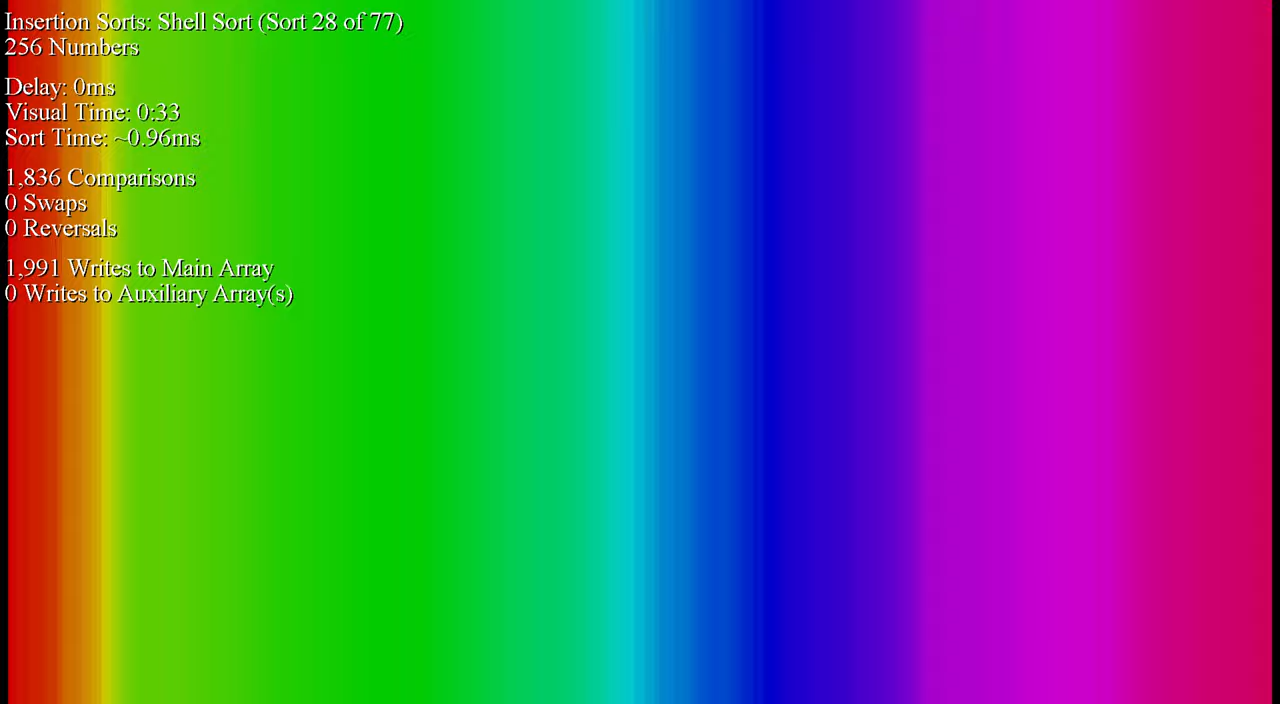 Insertion Sorts: Shell Sort (Sort 28 of 77)
256 Numbers
Delay: 0ms
Visual Time: 0:33
Sort Time: ~0.96ms
1,836 Comparisons
0 Swaps
0 Reversals
1,991 Writes to Main Array
0 Writes to Auxiliary Array(s)